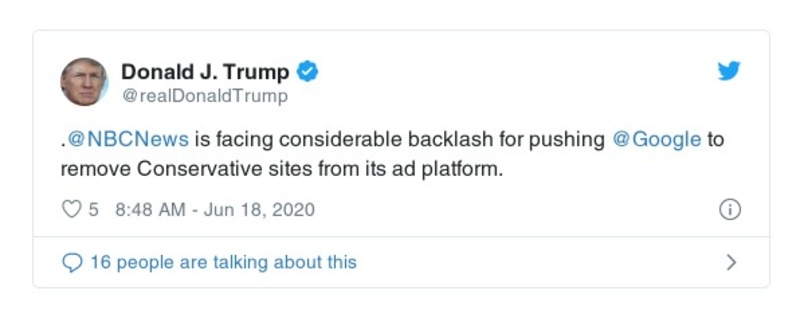 Donald J. Trump
@realDonaldTrump
.@NBCNews is facing considerable backlash for pushing @Google to
remove Conservative sites from its ad platform.
5 8:48 AM - Jun 18, 2020
16 people are talking about this